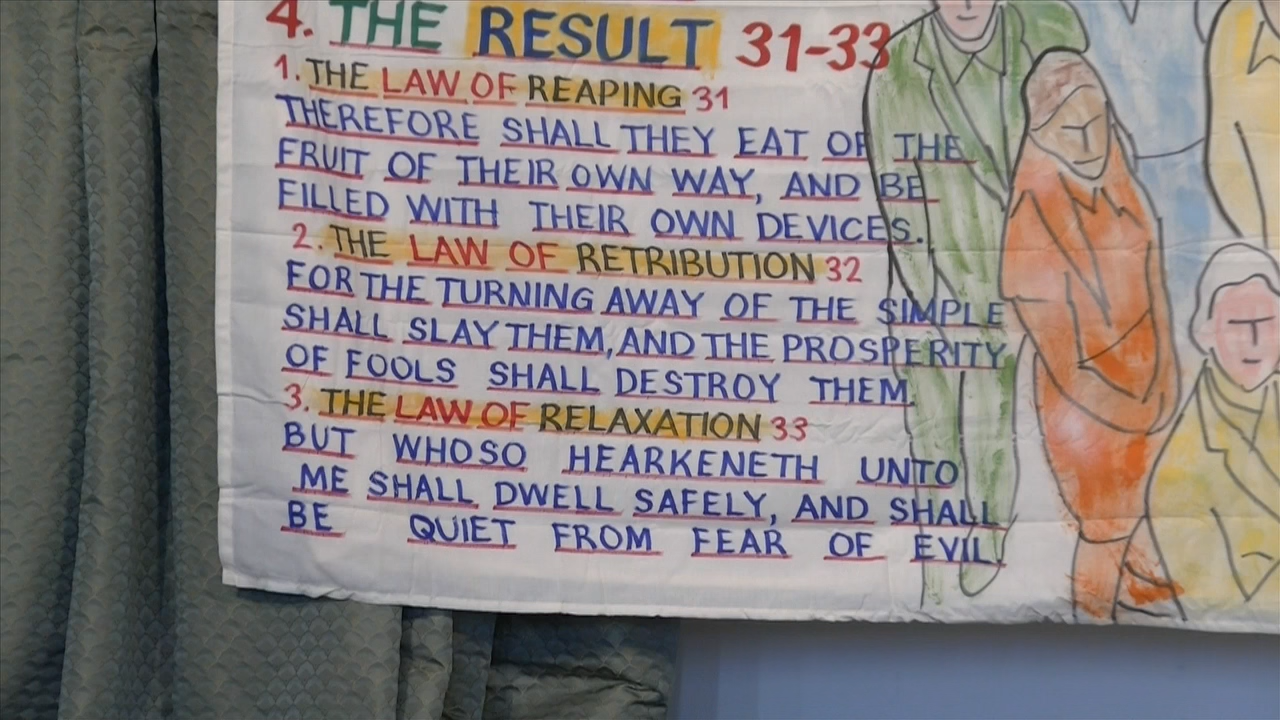 4. THE RESULT 31-33
1. THE LAW OF REAPING 31
THEREFORE SHALL THEY EAT OF THE
FRUIT OF THEIR OWN WAY, AND BE
FILLED WITH THEIR OWN DEVICES.
2. THE LAW OF RETRIBUTION 32
FOR THE TURNING AWAY OF THE SIMPLE
SHALL SLAY THEM, AND THE PROSPERITY
OF FOOLS SHALL DESTROY THEM.
3. THE LAW OF RELAXATION 33
BUT WHOSO HEARKENETH UNTO
ME SHALL DWELL SAFELY, AND SHALL
BE QUIET FROM FEAR OF EVIL.